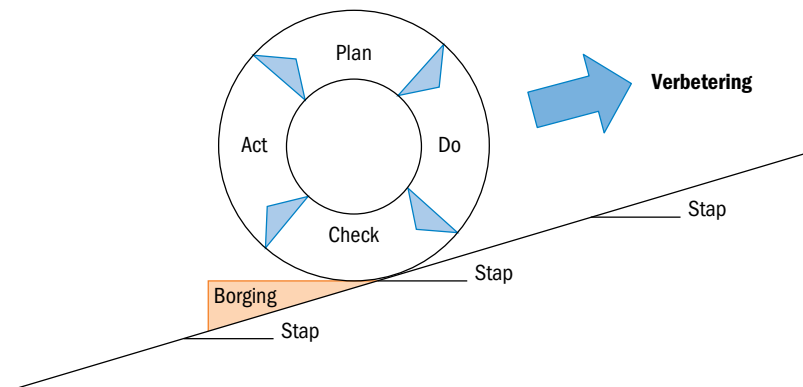 Plan
Verbetering
Act
Do
Stap
Check
Stap
Borging
Stap